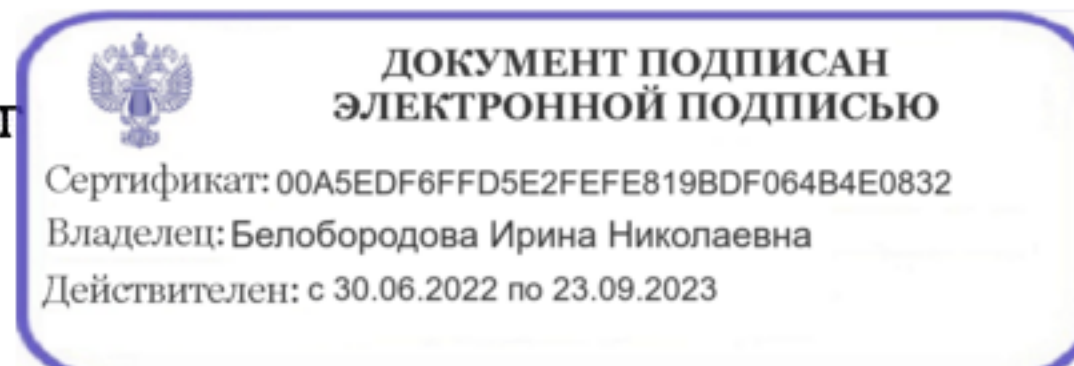 ДОКУМЕНТ ПОДПИСАН
ЭЛЕКТРОННОЙ ПОДПИСЬЮ
Сертификат: 00A5EDF6FFD5E2FEFE819BDF064B4E0832
Владелец: Белобородова Ирина Николаевна
Действителен: с 30.06.2022 по 23.09.2023